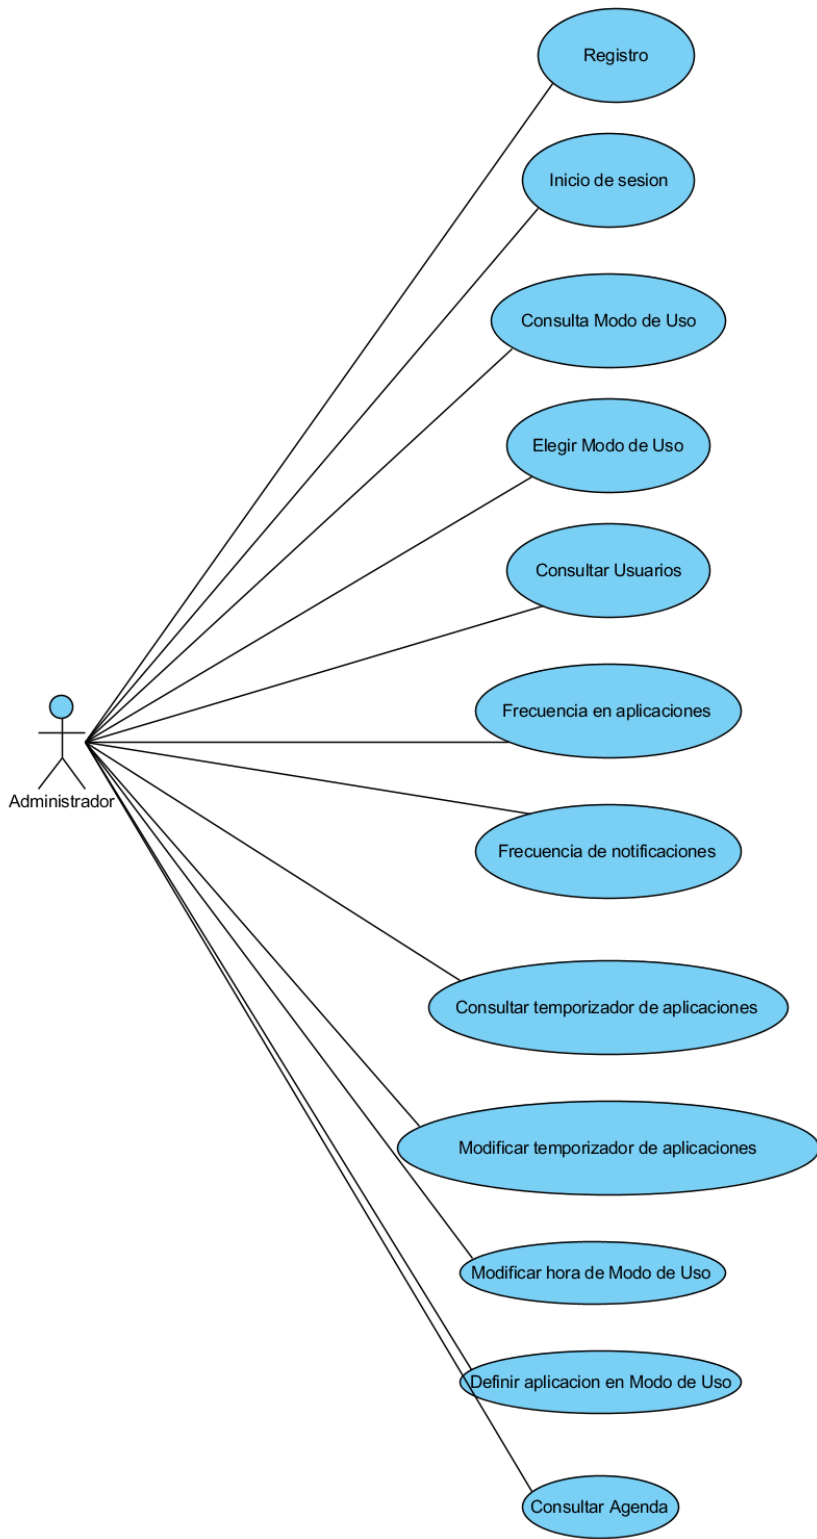 Registro
Inicio de sesion
Consulta Modo de Uso
Elegir Modo de Uso
Consultar Usuarios
Frecuencia en aplicaciones
Administrador
Frecuencia de notificaciones
Consultar temporizador de aplicaciones
Modificar temporizador de aplicaciones
Modificar hora de Modo de Uso
Definir aplicacion en Modo de Uso
Consultar Agenda